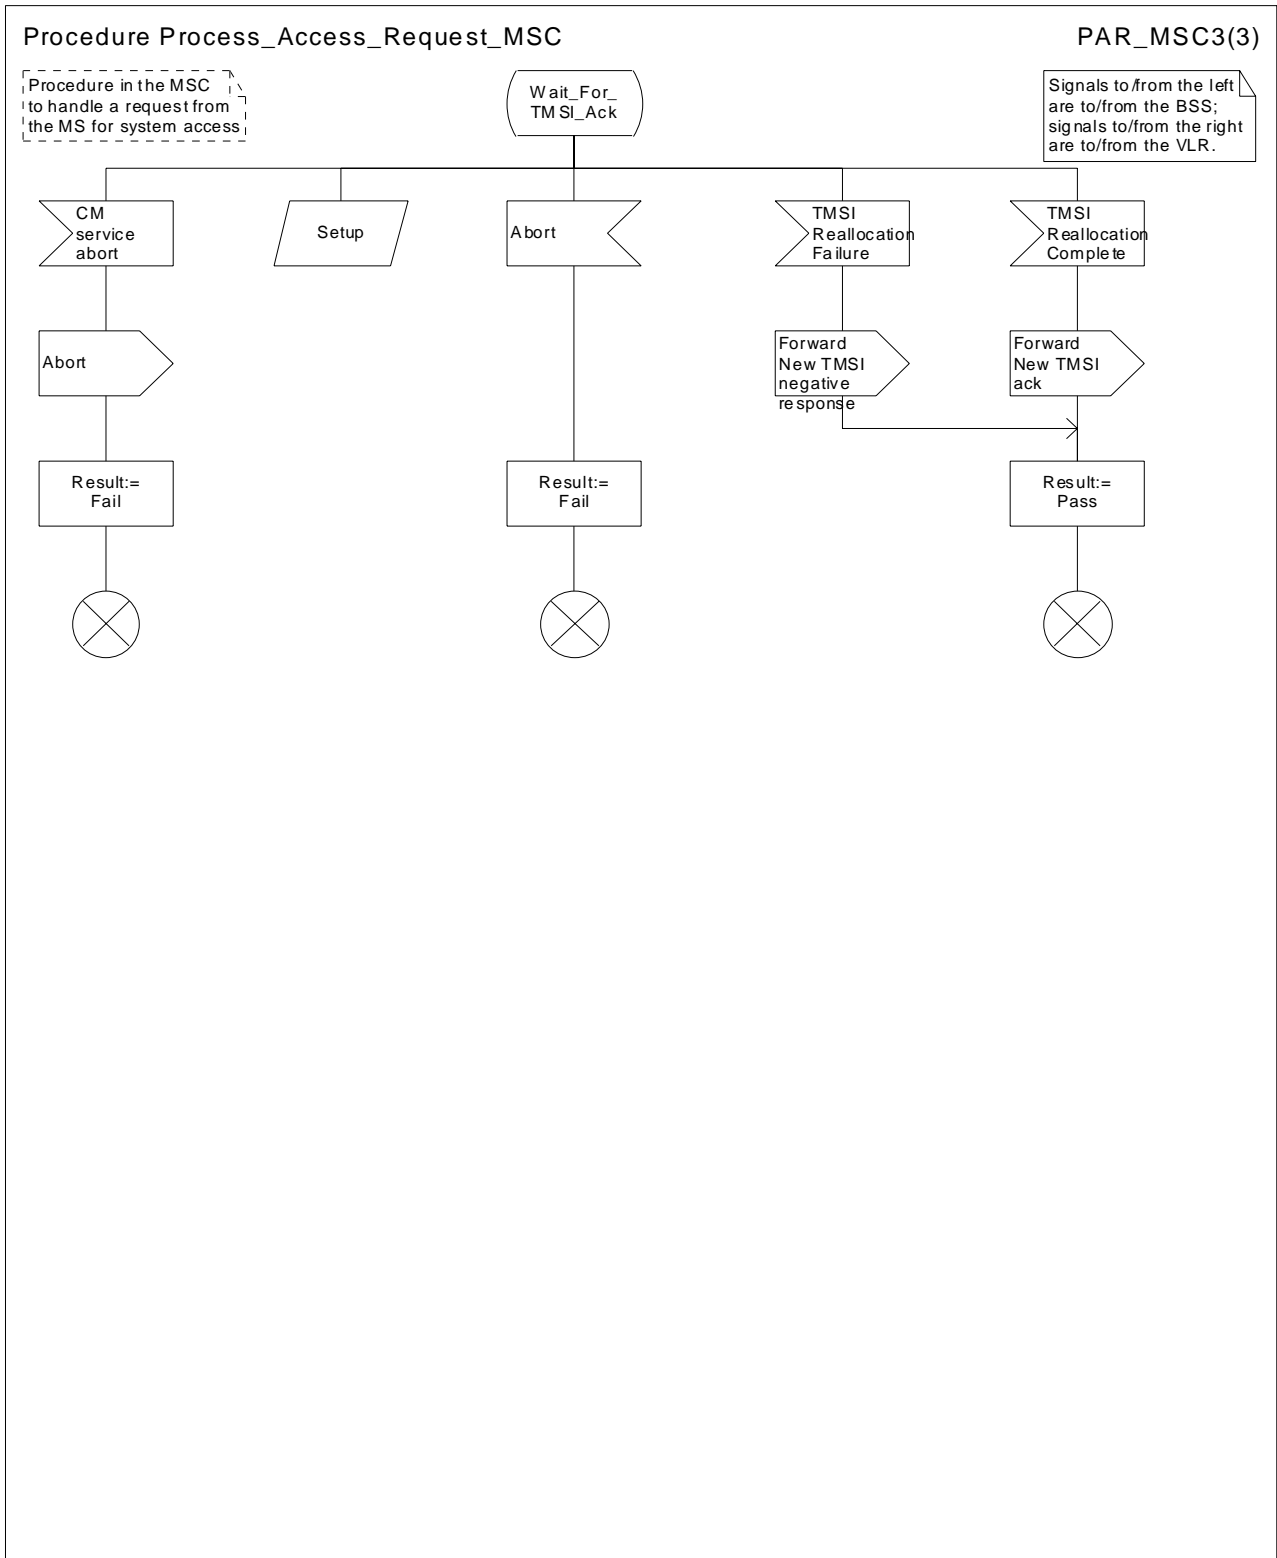 Procedure Process_Access_Request_MSC
PAR_MSC3(3)
Procedure in the MSC
to handle a request from
the MS for system access
Wait_For_
TMSI_Ack
Signals to/from the left
are to/from the BSS;
signals to/from the right
are to/from the VLR.
CM
service
abort
Setup
Abort
TMSI
Reallocation
Failure
TMSI
Reallocation
Complete
Abort
Forward
New TMSI
negative
response
Forward
New TMSI
ack
Result:=
Fail
Result:=
Fail
Result:=
Pass